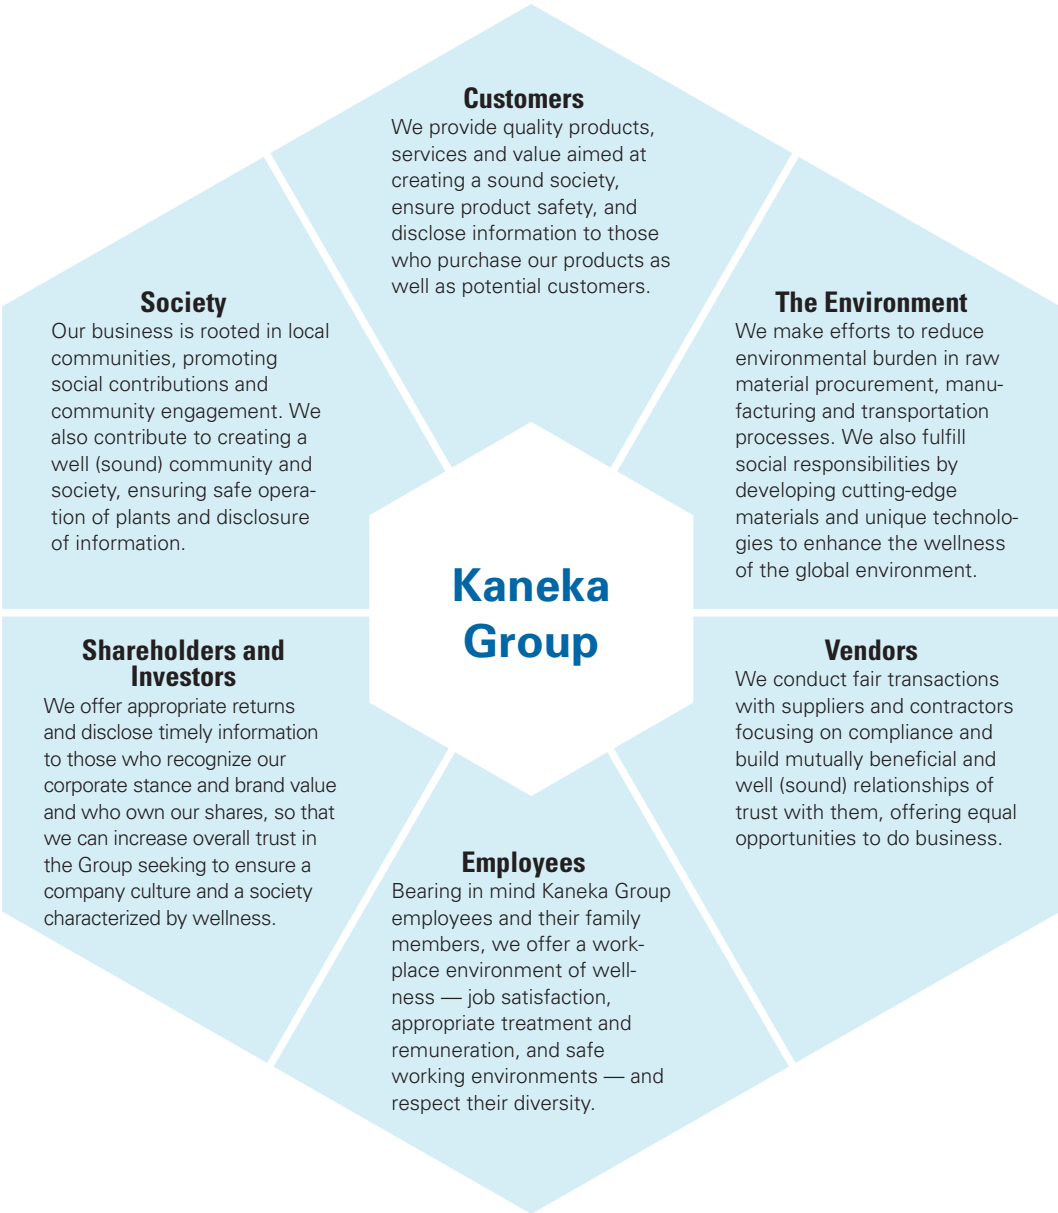 Customers
We provide quality products,
services and value aimed at
creating a sound society,
ensure product safety, and
disclose information to those
who purchase our products as
well as potential customers.
Society
Our business is rooted in local
communities, promoting
social contributions and
community engagement. We
also contribute to creating a
well (sound) community and
society, ensuring safe opera-
tion of plants and disclosure
of information.
The Environment
We make efforts to reduce
environmental burden in raw
material procurement, manu-
facturing and transportation
processes. We also fulfill
social responsibilities by
developing cutting-edge
materials and unique technolo-
gies to enhance the wellness
of the global environment.
Kaneka
Group
Shareholders and
Investors
We offer appropriate returns
and disclose timely information
to those who recognize our
corporate stance and brand value
and who own our shares, so that
we can increase overall trust in
the Group seeking to ensure a
company culture and a society
characterized by wellness.
Vendors
We conduct fair transactions
with suppliers and contractors
focusing on compliance and
build mutually beneficial and
well (sound) relationships of
trust with them, offering equal
opportunities to do business.
Employees
Bearing in mind Kaneka Group
employees and their family
members, we offer a work-
place environment of well-
ness — job satisfaction,
appropriate treatment and
remuneration, and safe
working environments — and
respect their diversity.